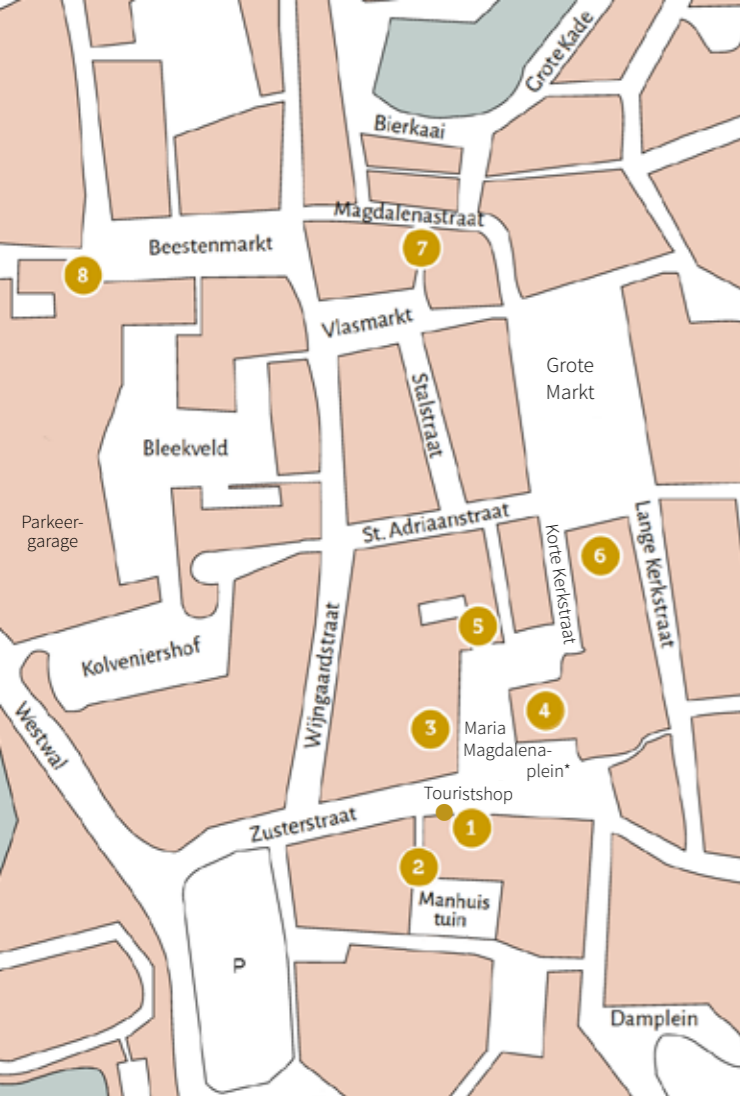 Grote Kade
Bierkaai
Magdalenastraat
Beestenmarkt
7
8
Vlasmarkt
Grote
Markt
Stalstraat
Bleekveld
St. Adriaanstraat
Parkeer-
garage
Korte Kerkstraat
Lange Kerkstraat
6
5
Wijngaardstraat
Kolveniershof
4
3
Maria
Magdalena-
plein*
Westwal
Touristshop
Zusterstraat
1
2
Manhuis
tuin
P
Damplein